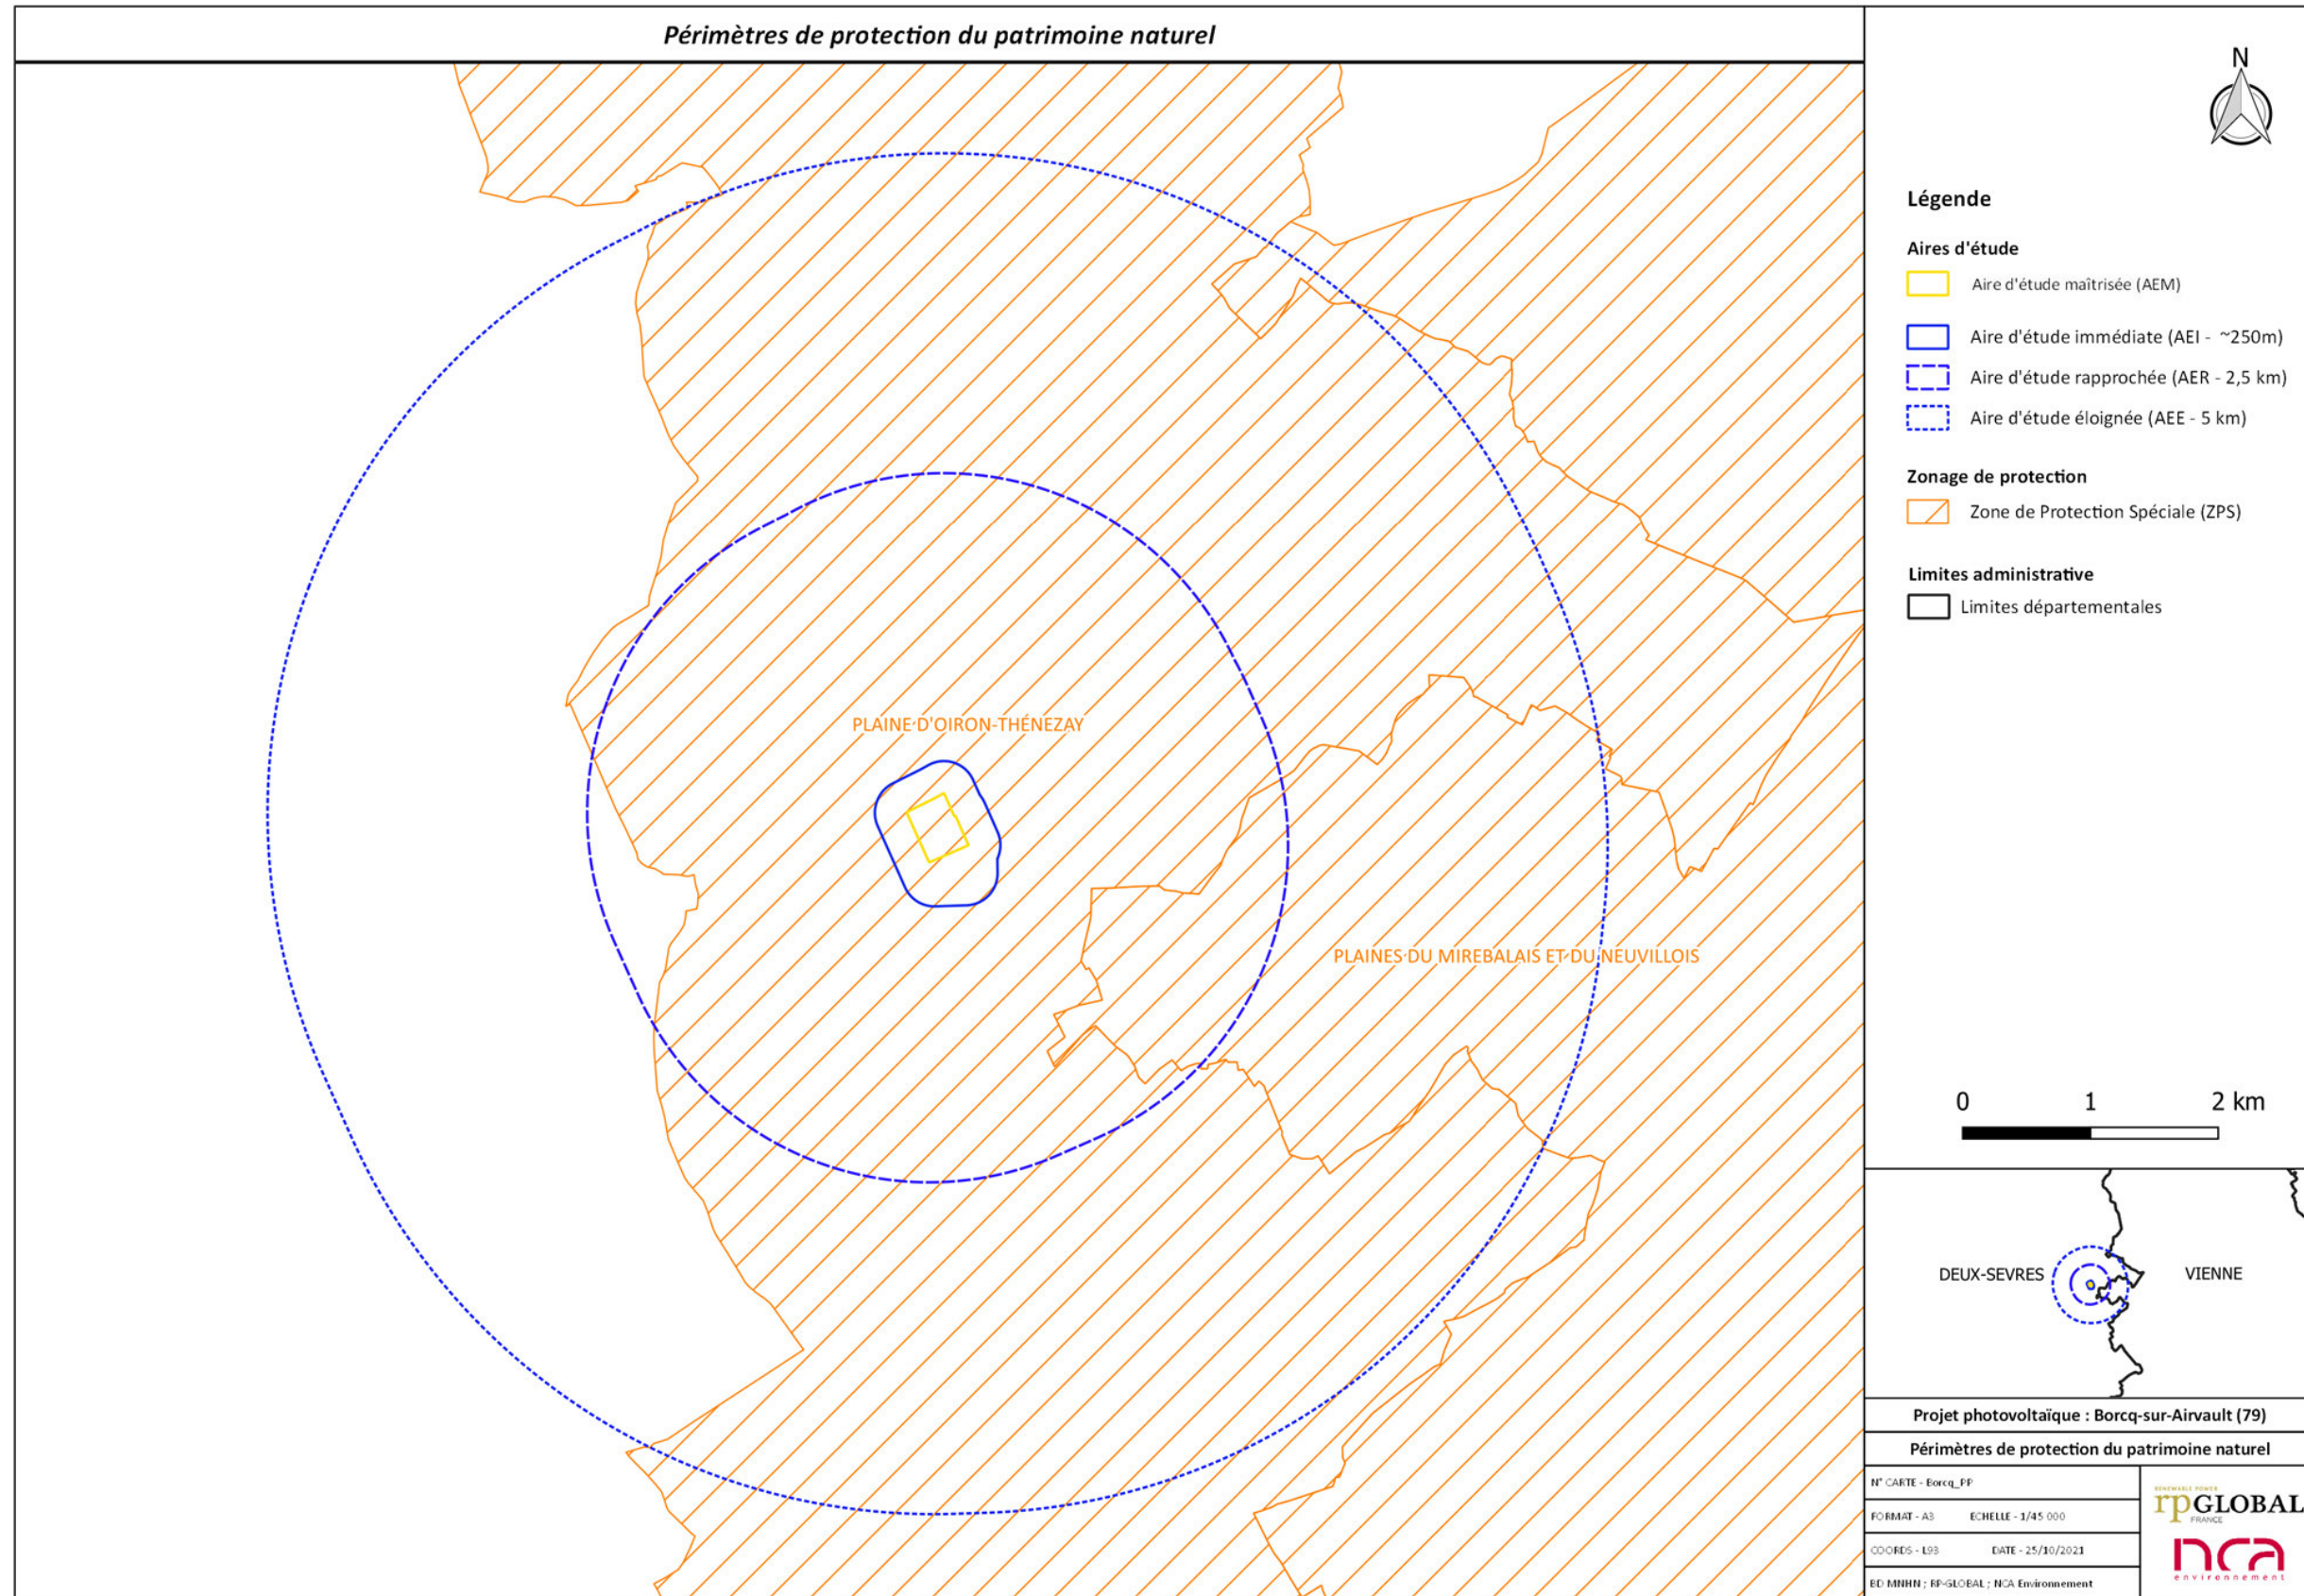 Périmètres de protection du patrimoine naturel
PLAINE D'OIRON-THÉNEZAY
PLAINES DU MIREBALAIS ET DU NEUVILLOIS
N
Légende
Aires d'étude
Aire d'étude maîtrisée (AEM)
Aire d'étude immédiate (AEI - ~250m)
Aire d'étude rapprochée (AER - 2,5 km)
Aire d'étude éloignée (AEE - 5 km)
Zonage de protection
Zone de Protection Spéciale (ZPS)
Limites administrative
Limites départementales
0 1 2 km
DEUX-SEVRES VIENNE
Projet photovoltaïque : Borcq-sur-Airvault (79)
Périmètres de protection du patrimoine naturel
N° CARTE - Borcq_PP
FORMAT - A3 ECHELLE - 1/45 000
COORDS - L93 DATE - 25/10/2021
BD MNHN ; RP-GLOBAL ; NCA Environnement
RENEWABLE POWER
rpGLOBAL
FRANCE
nca
environnement